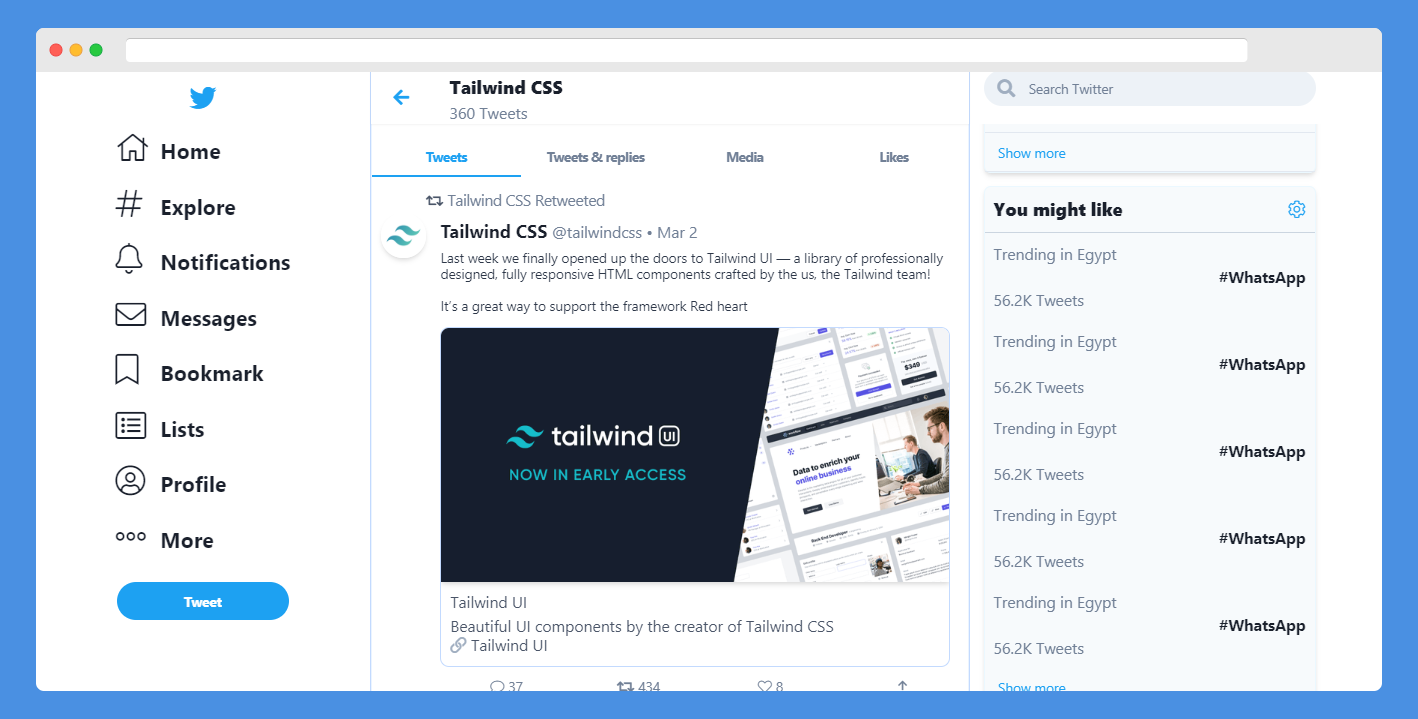 Home
Explore
Notifications
Messages
Bookmark
Lists
Profile
More
Tweet
Tailwind CSS
360 Tweets
Tweets
Tweets & replies
Media
Likes
Tailwind CSS Retweeted
Tailwind CSS @tailwindcss • Mar 2
Last week we finally opened up the doors to Tailwind UI — a library of professionally
designed, fully responsive HTML components crafted by the us, the Tailwind team!
It's a great way to support the framework Red heart
tailwind UI
NOW IN EARLY ACCESS
$349
Data to enrich your
online business
Back End Developer
Tailwind UI
Beautiful UI components by the creator of Tailwind CSS
Tailwind UI
37
434
8
Search Twitter
Show more
You might like
Trending in Egypt
#WhatsApp
56.2K Tweets
Trending in Egypt
#WhatsApp
56.2K Tweets
Trending in Egypt
#WhatsApp
56.2K Tweets
Trending in Egypt
#WhatsApp
56.2K Tweets
Trending in Egypt
#WhatsApp
56.2K Tweets
Show more